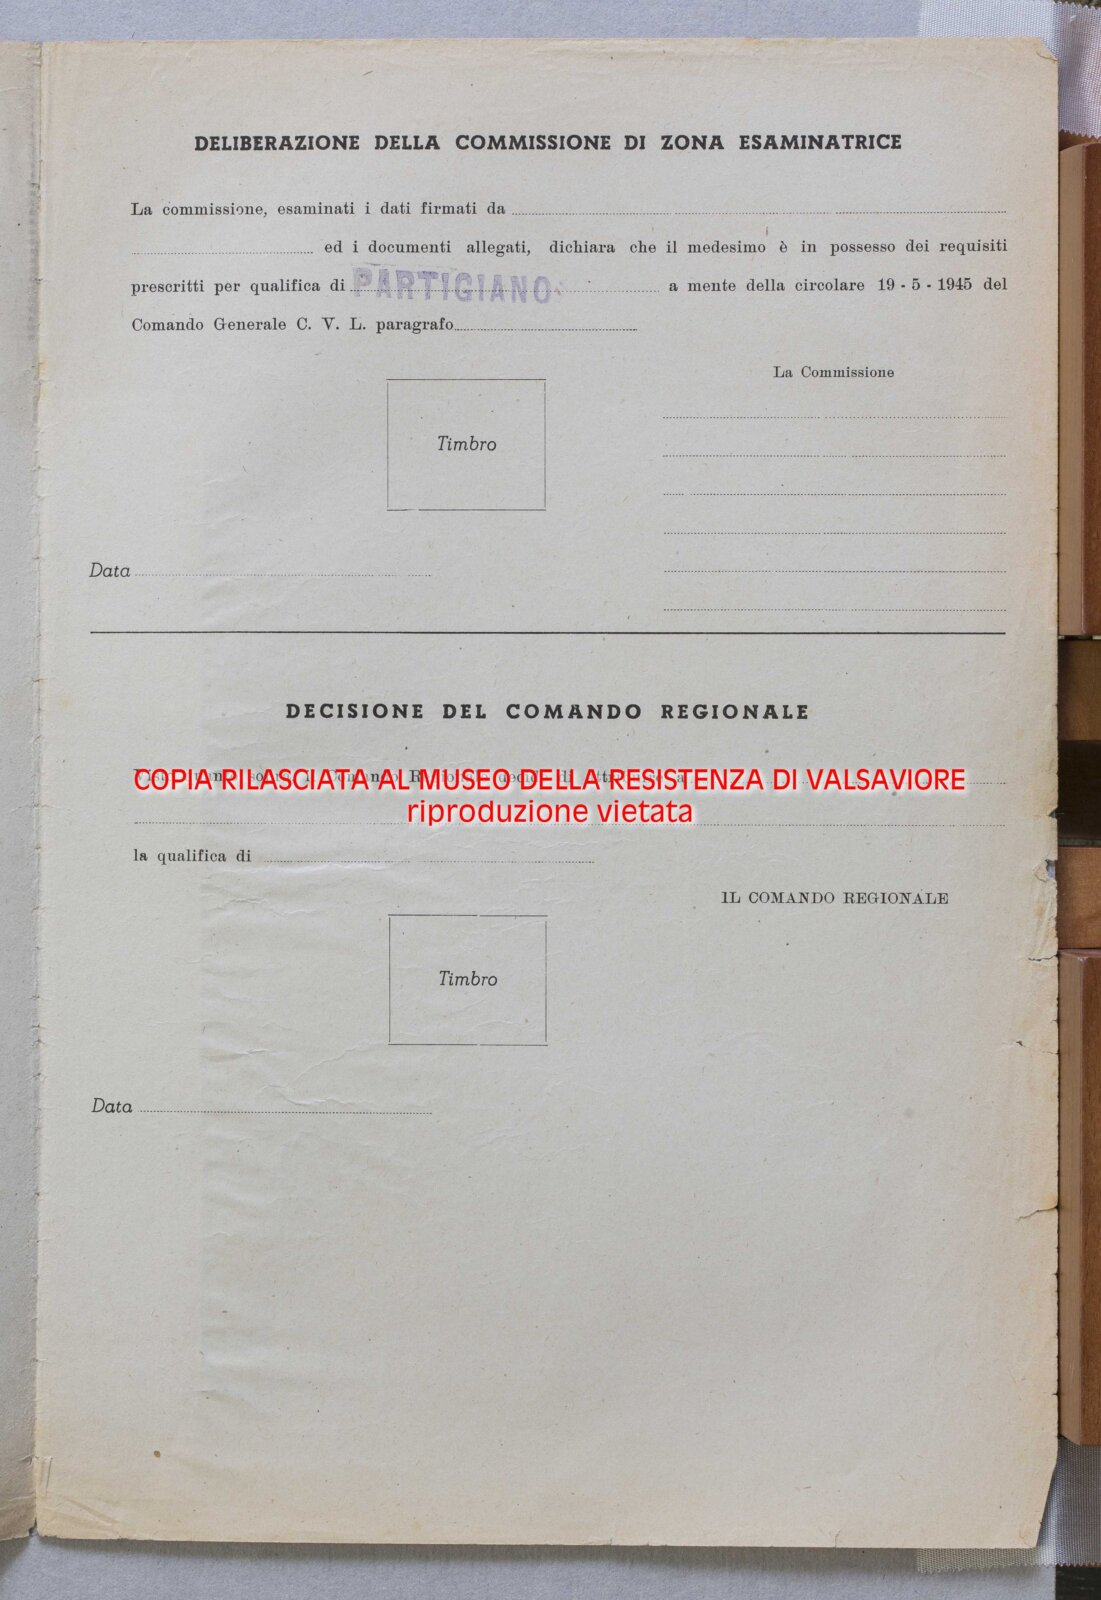 DELIBERAZIONE DELLA COMMISSIONE DI ZONA ESAMINATRICE
La commissione, esaminati i dati firmati da
ed i documenti allegati, dichiara che il medesimo è in possesso dei requisiti
prescritti per qualifica di PARTIGIANO a mente della circolare 19 - 5 - 1945 del
Comando Generale C. V. L. paragrafo
La Commissione
Timbro
Data
DECISIONE DEL COMANDO REGIONALE
COPIA RILASCIATA AL MUSEO DELLA RESISTENZA DI VALSAVIORE
riproduzione vietata
la qualifica di
IL COMANDO REGIONALE
Timbro
Data